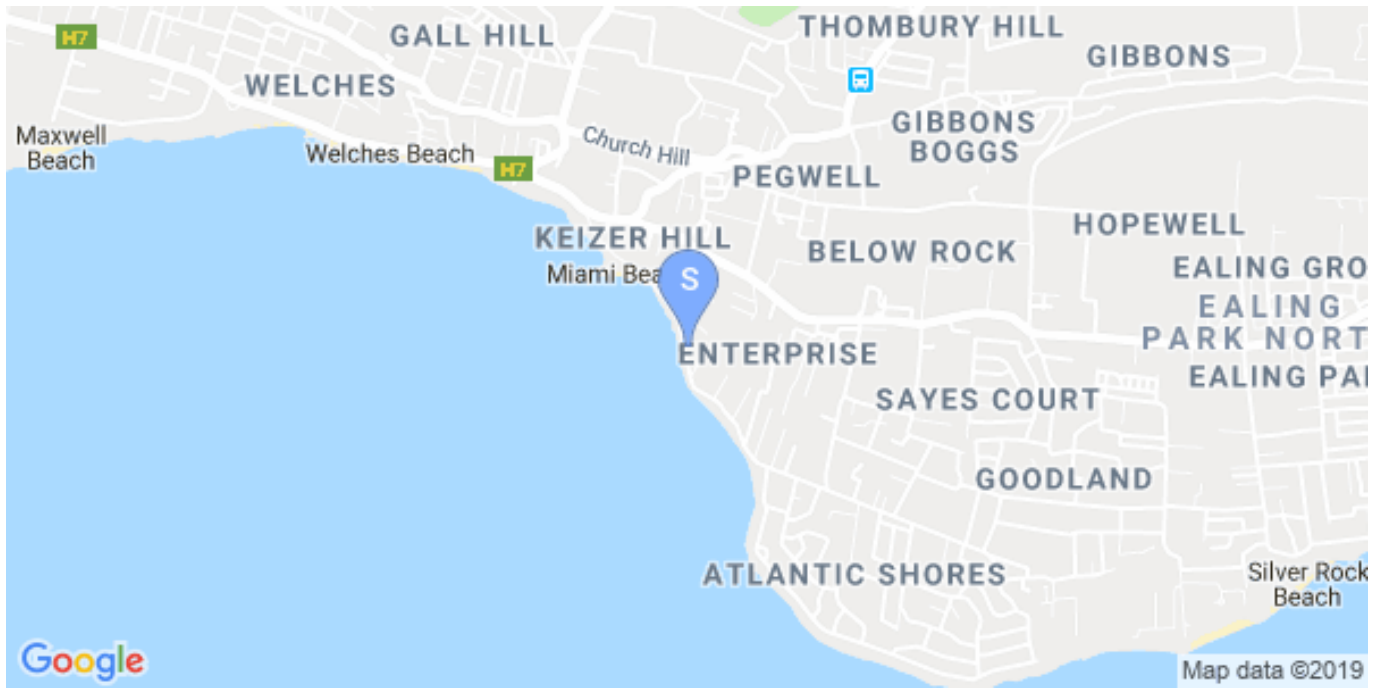 H7
GALL HILL
THOMBURY HILL
GIBBONS
WELCHES
Maxwell
Beach
Welches Beach
H7
Church Hill
GIBBONS
BOGGS
PEGWELL
KEIZER HILL
Miami Bea
S
BELOW ROCK
HOPEWELL
EALING GRO
EALING
PARK NORT
EALING PAI
ENTERPRISE
SAYES COURT
GOODLAND
ATLANTIC SHORES
Silver Rock
Beach
Google
Map data ©2019